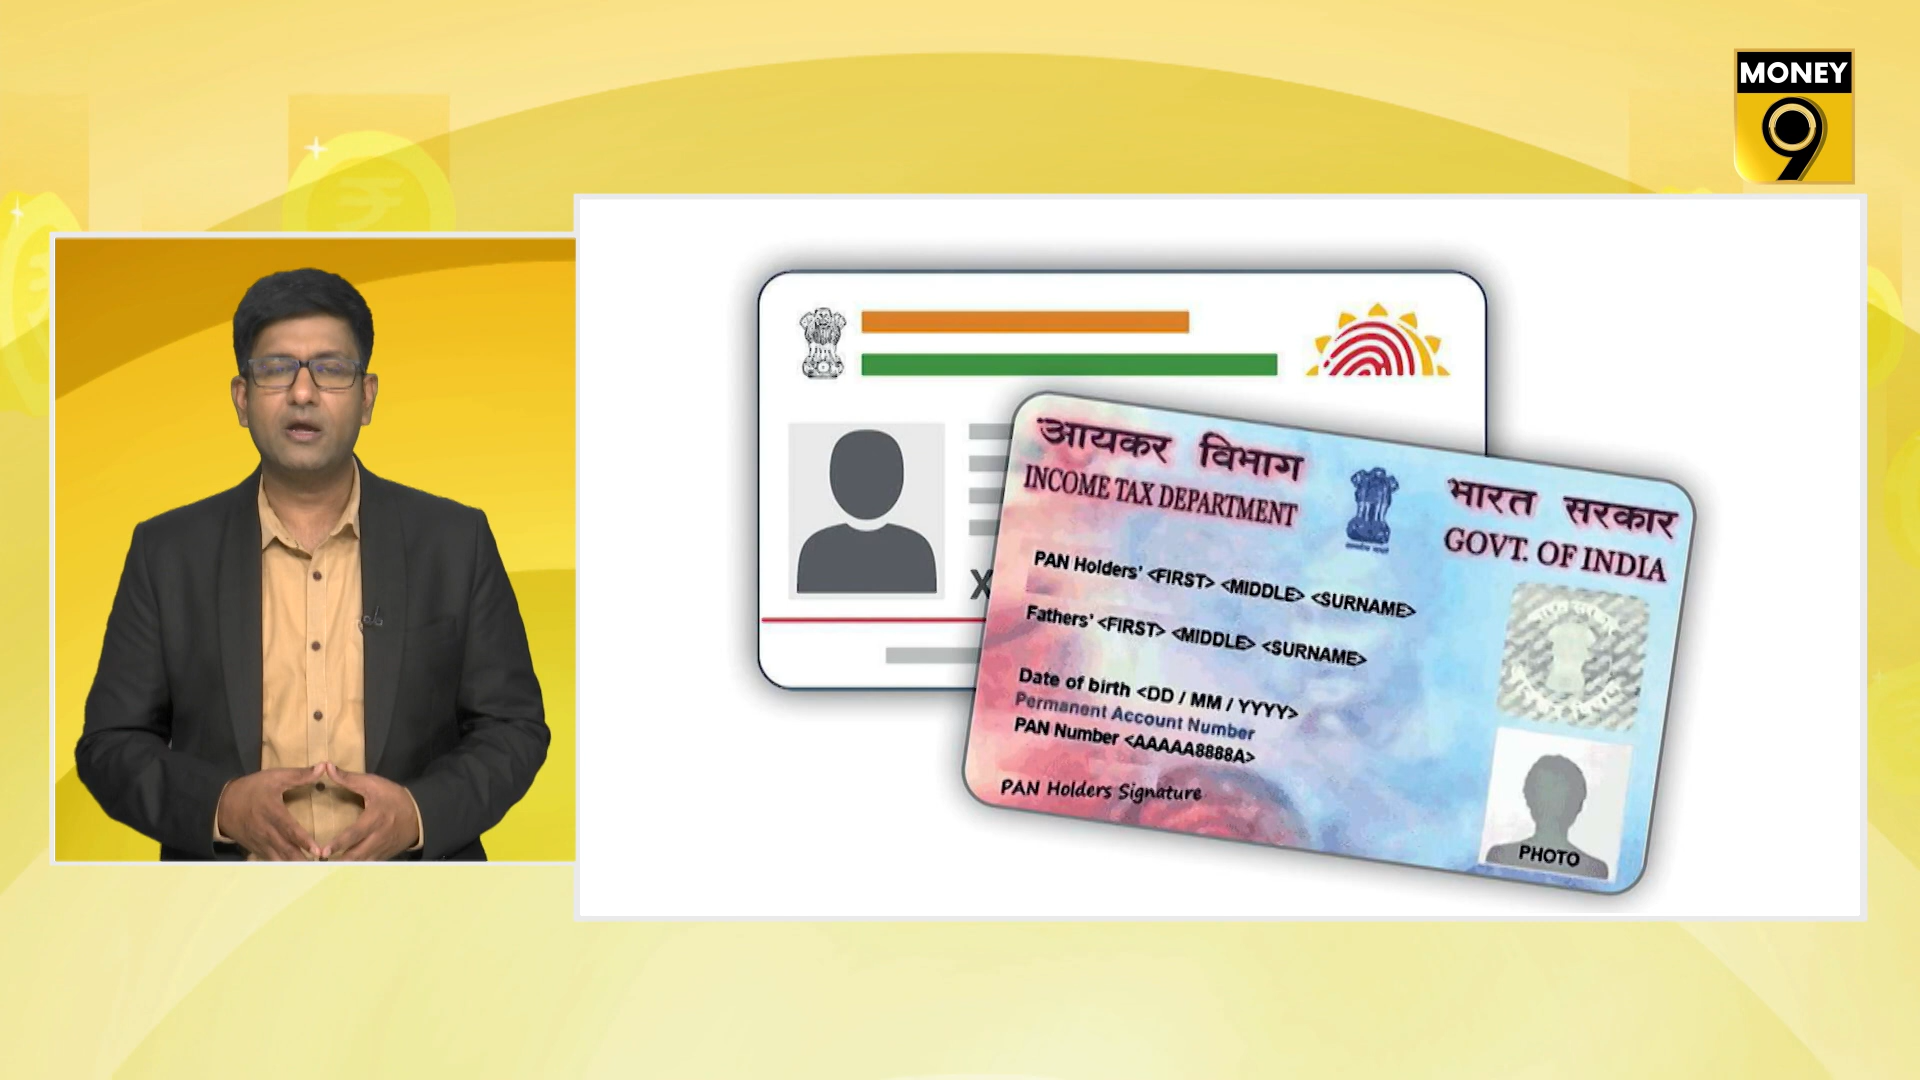 MONEY
9
आयकर विभाग
INCOME TAX DEPARTMENT
भारत सरकार
GOVT. OF INDIA
PAN Holders' <FIRST> <MIDDLE> <SURNAME>
Fathers' <FIRST> <MIDDLE> <SURNAME>
Date of birth <DD / MM / YYYY>
Permanent Account Number
PAN Number <AAAAA8888A>
PAN Holders Signature
PHOTO
X